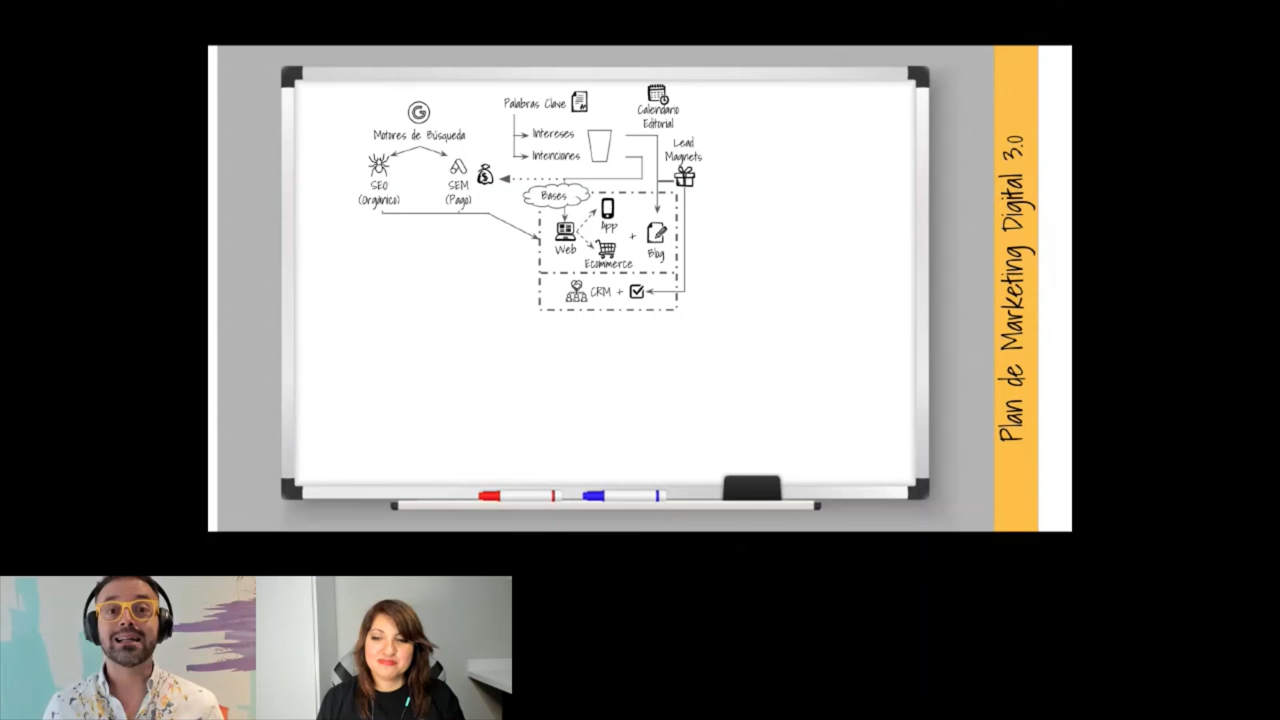 Motores de Búsqueda
SEO
(Orgánico)
SEM
(Pago)
Palabras Clave
Intereses
Intenciones
Calendario
Editorial
Lead
Magnets
Bases
Web
App
Ecommerce
+
Blog
CRM +
Plan de Marketing Digital 3.0